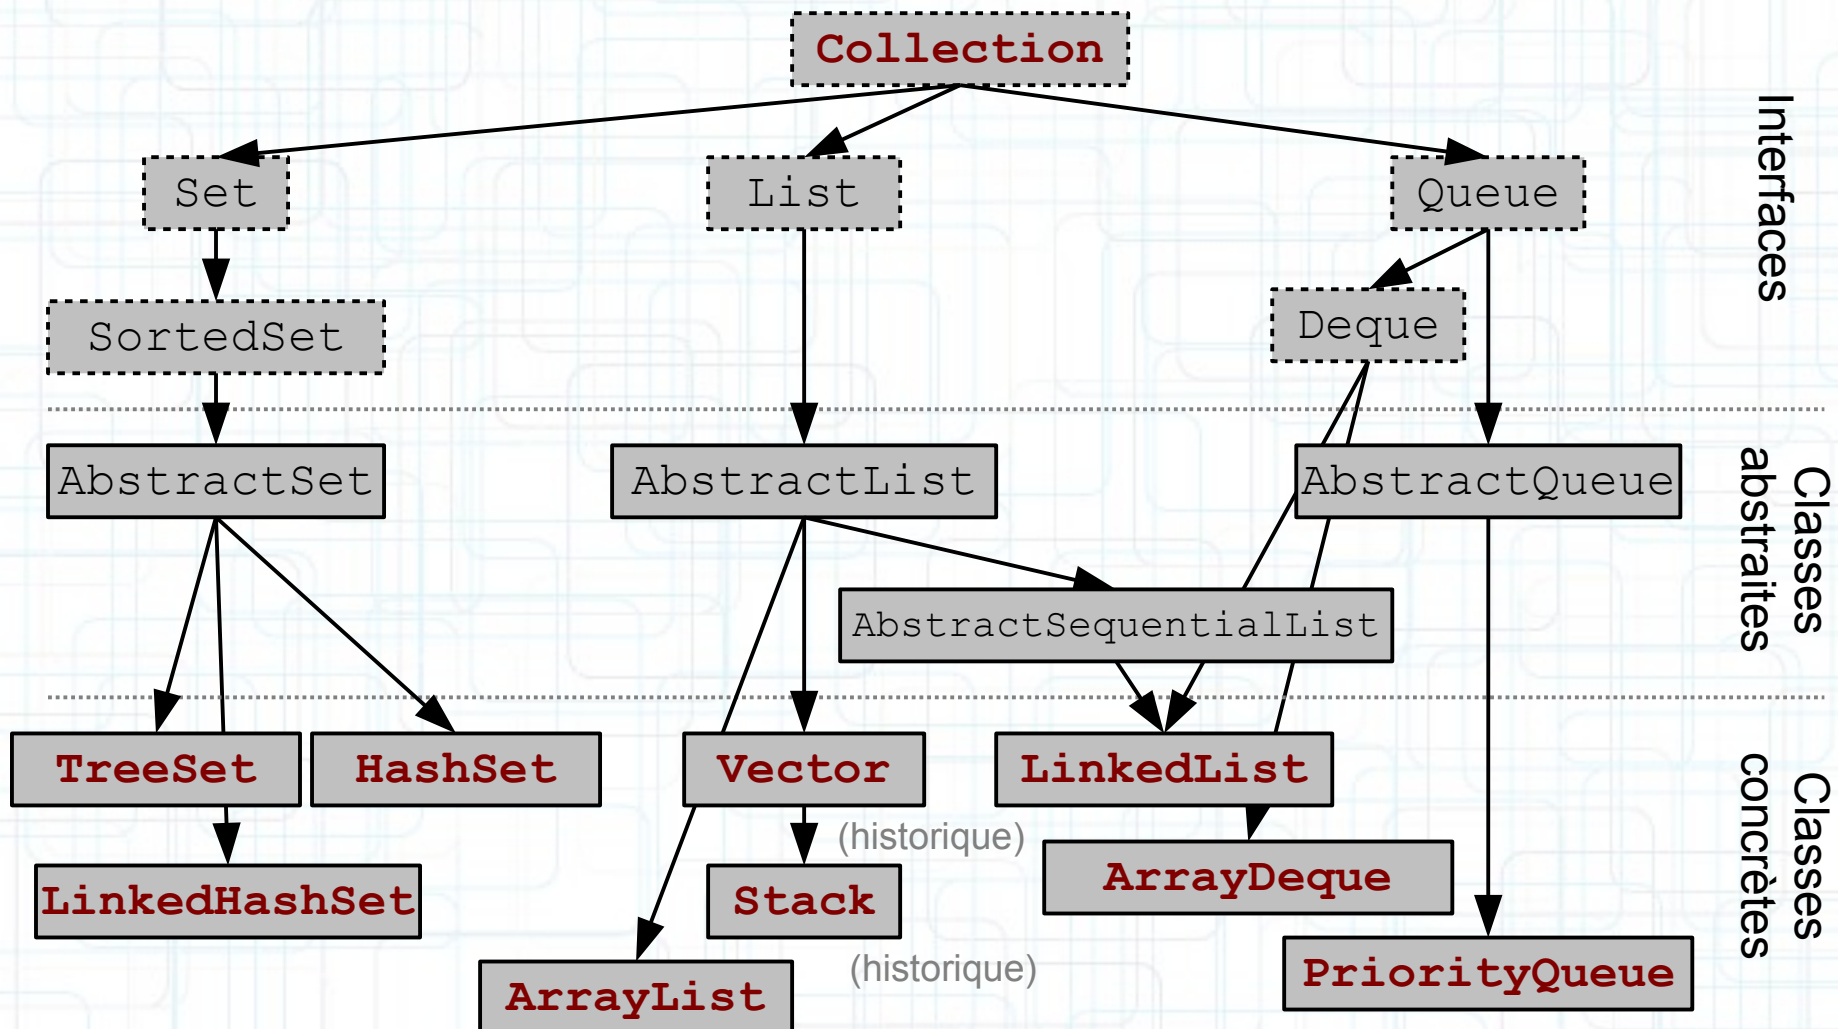 Collection
Interfaces
Set
List
Queue
SortedSet
Deque
AbstractSet
AbstractList
AbstractQueue
Classes
abstraites
AbstractSequentialList
TreeSet
HashSet
Vector
LinkedList
Classes
concrètes
(historique)
LinkedHashSet
Stack
ArrayDeque
(historique)
ArrayList
PriorityQueue